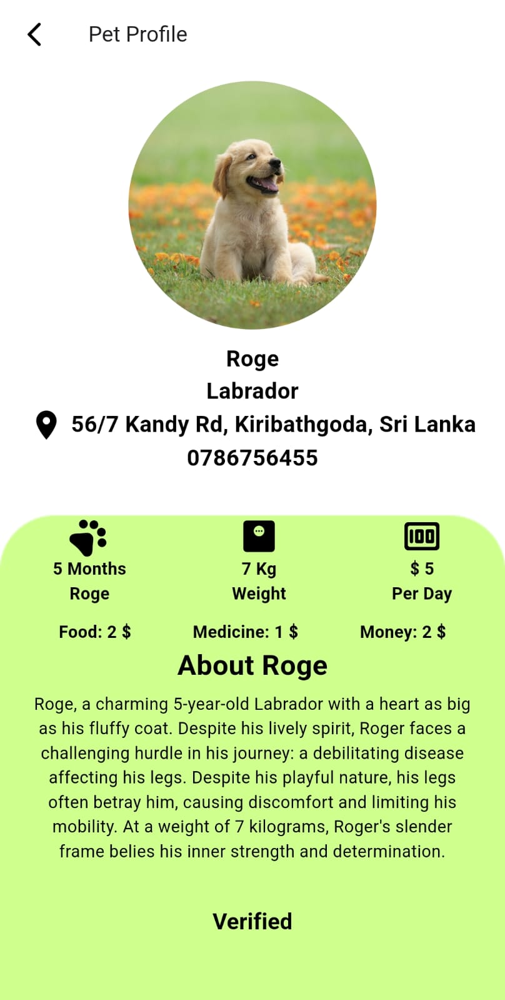 Pet Profile
Roge
Labrador
56/7 Kandy Rd, Kiribathgoda, Sri Lanka
0786756455
100
5 Months
Roge
7 Kg
Weight
$ 5
Per Day
Food: 2 $
Medicine: 1 $
Money: 2 $
About Roge
Roge, a charming 5-year-old Labrador with a heart as big
as his fluffy coat. Despite his lively spirit, Roger faces a
challenging hurdle in his journey: a debilitating disease
affecting his legs. Despite his playful nature, his legs
often betray him, causing discomfort and limiting his
mobility. At a weight of 7 kilograms, Roger's slender
frame belies his inner strength and determination.
Verified